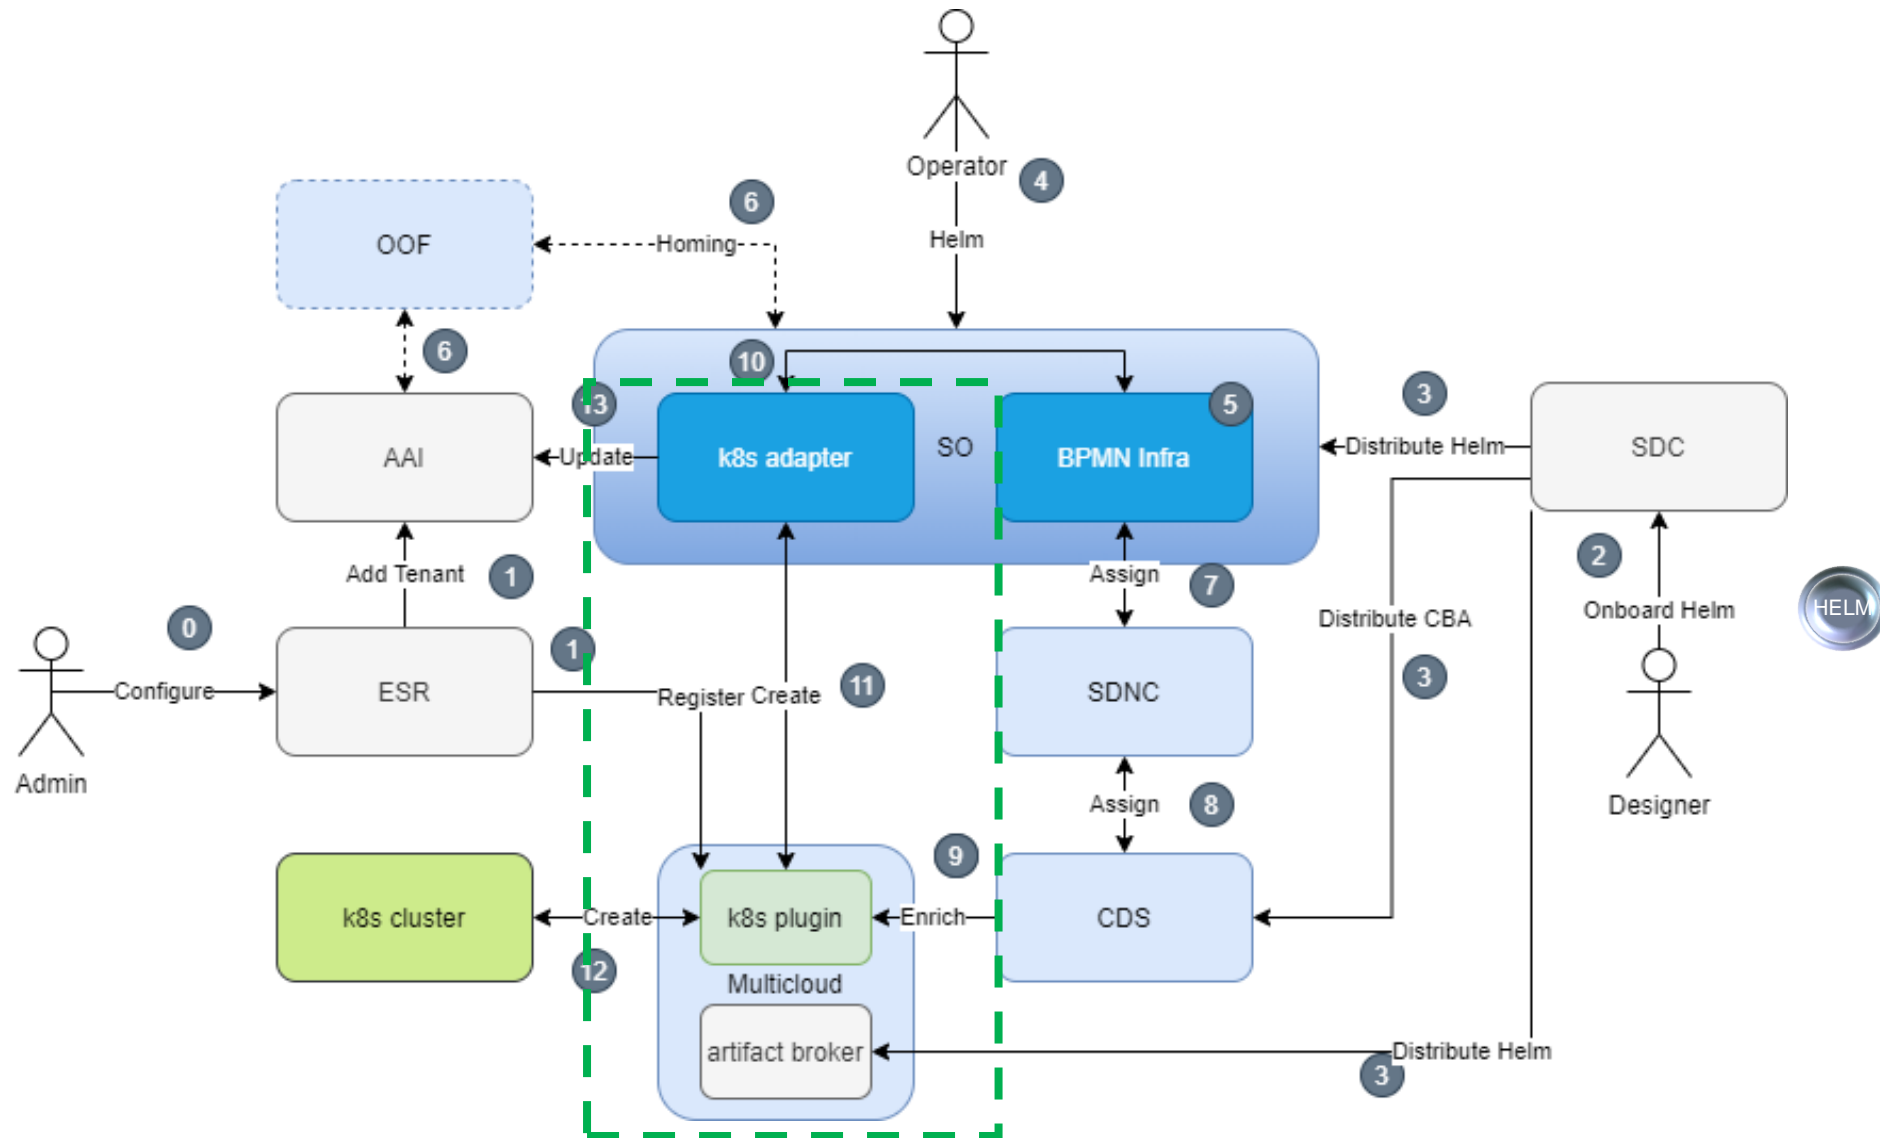 Operator
4
6
OOF
Homing
Helm
6
10
13
5
3
AAI
Update
k8s adapter
SO
BPMN Infra
Distribute Helm
SDC
Add Tenant
1
Assign
7
2
HELM
Onboard Helm
Distribute CBA
0
1
Configure
ESR
Register
Create
11
SDNC
3
Admin
Assign
8
Designer
9
k8s cluster
Create
k8s plugin
Enrich
CDS
12
Multicloud
artifact broker
Distribute Helm
3